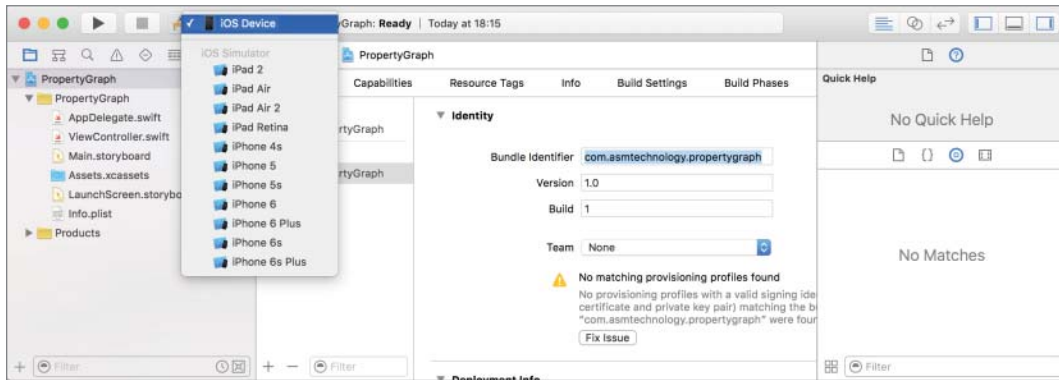 iOS Device
Graph: Ready | Today at 18:15
iOS Simulator
iPad 2
iPad Air
iPad Air 2
iPad Retina
iPhone 4s
iPhone 5
iPhone 5s
iPhone 6
iPhone 6 Plus
iPhone 6s
iPhone 6s Plus
PropertyGraph
PropertyGraph
AppDelegate.swift
ViewController.swift
Main.storyboard
Assets.xcassets
LaunchScreen.storybo
Info.plist
Products
Filter
PropertyGraph
Capabilities Resource Tags Info Build Settings Build Phases
rtyGraph
rtyGraph
Filter
Identity
Bundle Identifier com.asmtechnology.propertygraph
Version 1.0
Build 1
Team None
No matching provisioning profiles found
No provisioning profiles with a valid signing ide
certificate and private key pair) matching the b
"com.asmtechnology.propertygraph" were four
Fix Issue
Deployment Info
Quick Help
No Quick Help
{}
No Matches
Filter